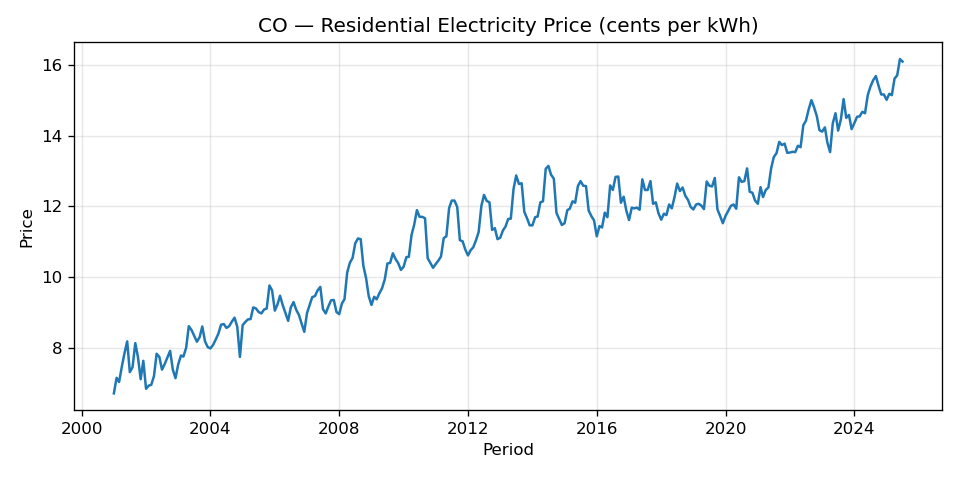 CO — Residential Electricity Price (cents per kWh)
16
14
12
10
8
Price
2000 2004 2008 2012 2016 2020 2024
Period